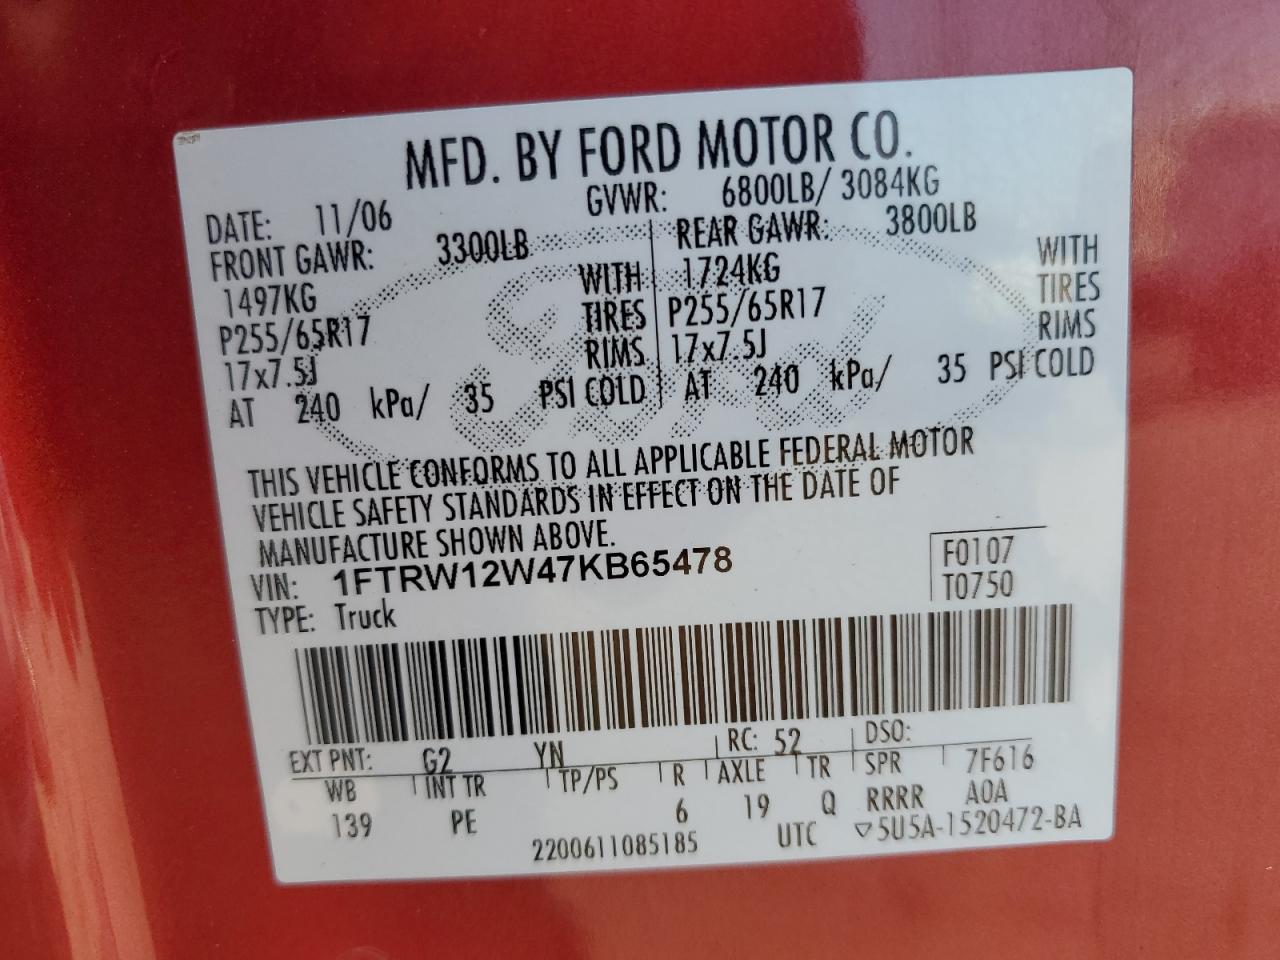 MFD. BY FORD MOTOR CO.
DATE: 11/06 GVWR: 6800LB/ 3084KG
FRONT GAWR: 3300LB REAR GAWR: 3800LB
1497KG WITH 1724KG WITH
P255/65R17 TIRES P255/65R17 TIRES
17x7.5J RIMS 17x7.5J RIMS
AT 240 kPa/ 35 PSI COLD AT 240 kPa/ 35 PSI COLD
THIS VEHICLE CONFORMS TO ALL APPLICABLE FEDERAL MOTOR
VEHICLE SAFETY STANDARDS IN EFFECT ON THE DATE OF
MANUFACTURE SHOWN ABOVE.
VIN: 1FTRW12W47KB65478 F0107
TYPE: Truck T0750
EXT PNT: G2 YN RC: 52 DSO:
WB INT TR TP/PS R AXLE TR SPR 7F616
139 PE 6 19 Q RRRR A0A
2200611085185 UTC ▽5U5A-1520472-BA